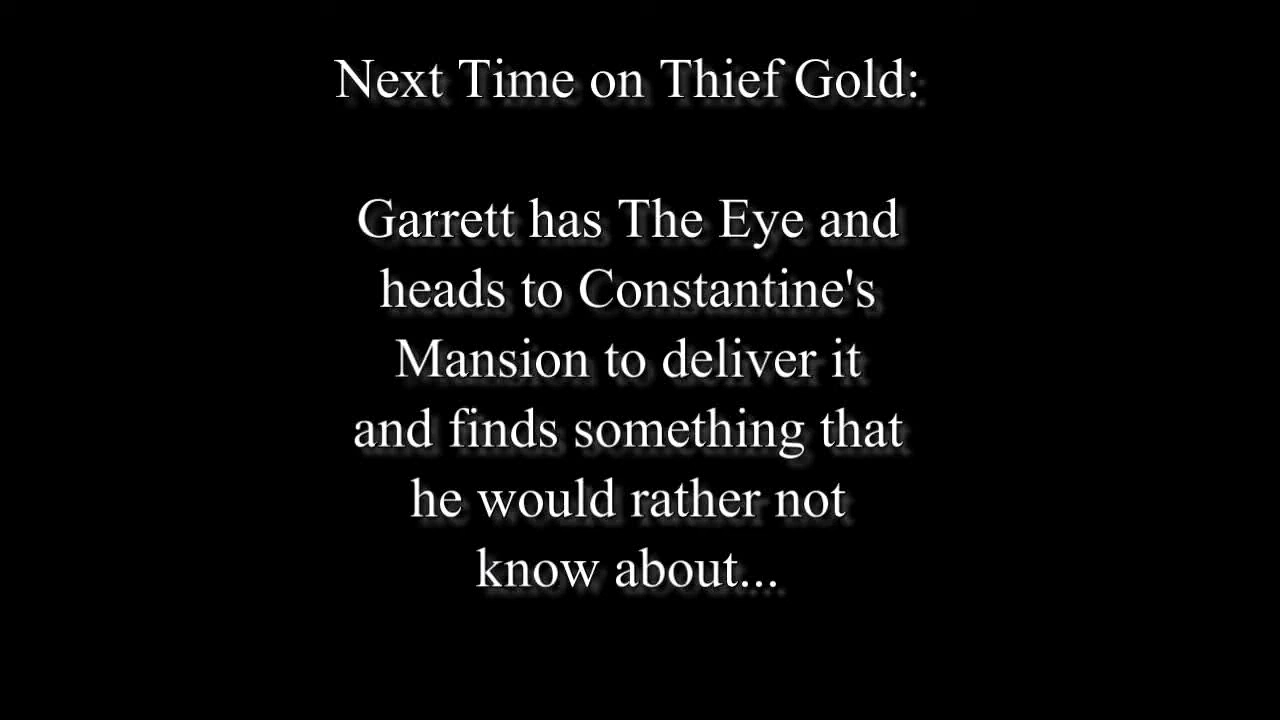 Next Time on Thief Gold:
Garrett has The Eye and
heads to Constantine's
Mansion to deliver it
and finds something that
he would rather not
know about...